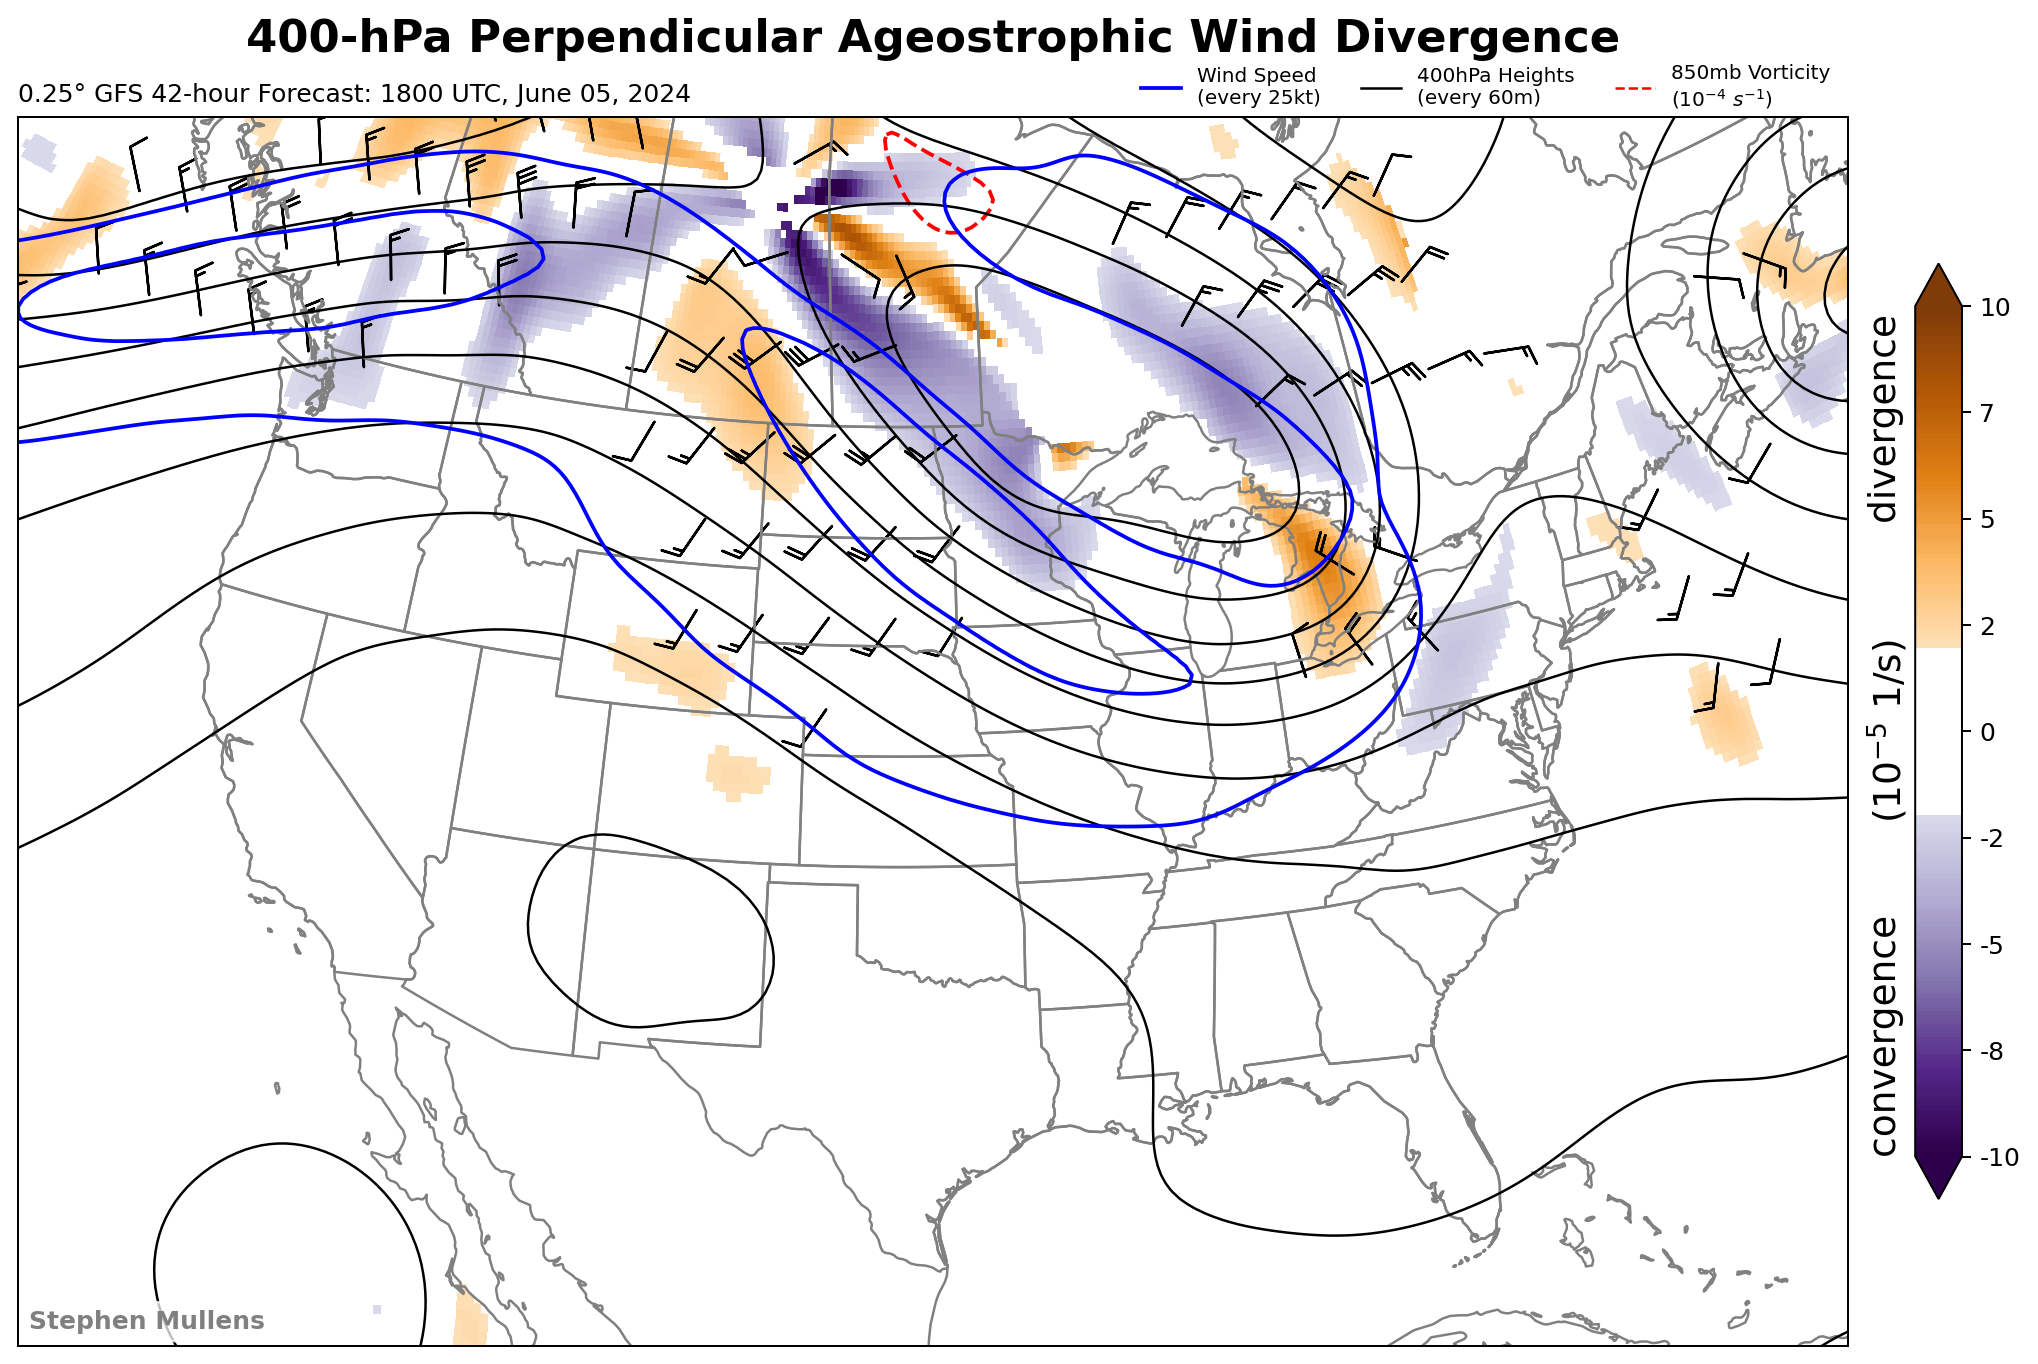 400-hPa Perpendicular Ageostrophic Wind Divergence
0.25° GFS 42-hour Forecast: 1800 UTC, June 05, 2024
Wind Speed
(every 25kt)
400hPa Heights
(every 60m)
850mb Vorticity
(10⁻⁴ s⁻¹)
10
7
5
2
0
-2
-5
-8
-10
convergence (10⁻⁵ 1/s) divergence
Stephen Mullens